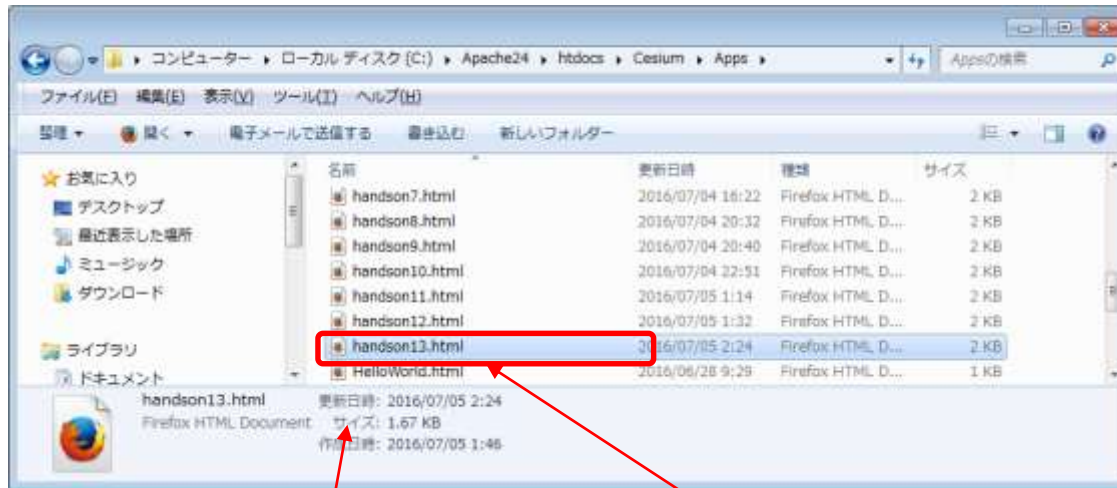 コンピューター ▸ ローカル ディスク (C:) ▸ Apache24 ▸ htdocs ▸ Cesium ▸ Apps ▸ Appsの検索
ファイル(F) 編集(E) 表示(V) ツール(T) ヘルプ(H)
整理 開く 電子メールで送信する 書き込む 新しいフォルダー
名前 更新日時 種類 サイズ
お気に入り
デスクトップ
最近表示した場所
ミュージック
ダウンロード
ライブラリ
ドキュメント
handson7.html 2016/07/04 16:22 Firefox HTML D... 2 KB
handson8.html 2016/07/04 20:32 Firefox HTML D... 2 KB
handson9.html 2016/07/04 20:40 Firefox HTML D... 2 KB
handson10.html 2016/07/04 22:51 Firefox HTML D... 2 KB
handson11.html 2016/07/05 1:14 Firefox HTML D... 2 KB
handson12.html 2016/07/05 1:32 Firefox HTML D... 2 KB
handson13.html 2016/07/05 2:24 Firefox HTML D... 2 KB
HelloWorld.html 2016/06/28 9:29 Firefox HTML D... 1 KB
handson13.html 更新日時: 2016/07/05 2:24
Firefox HTML Document サイズ: 1.67 KB
作成日時: 2016/07/05 1:46